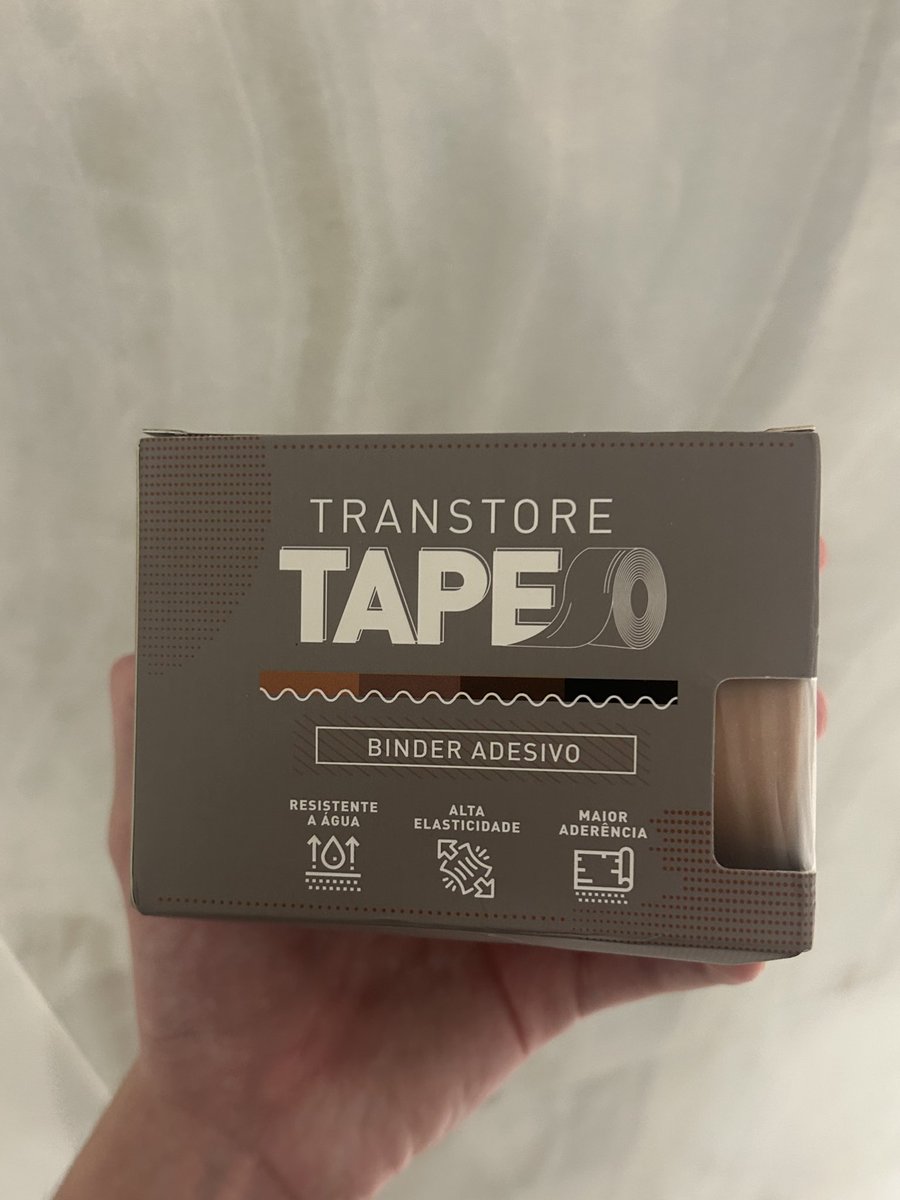 TRANSTORE
TAPE
BINDER ADESIVO
RESISTENTE
A ÁGUA
ALTA
ELASTICIDADE
MAIOR
ADERÊNCIA